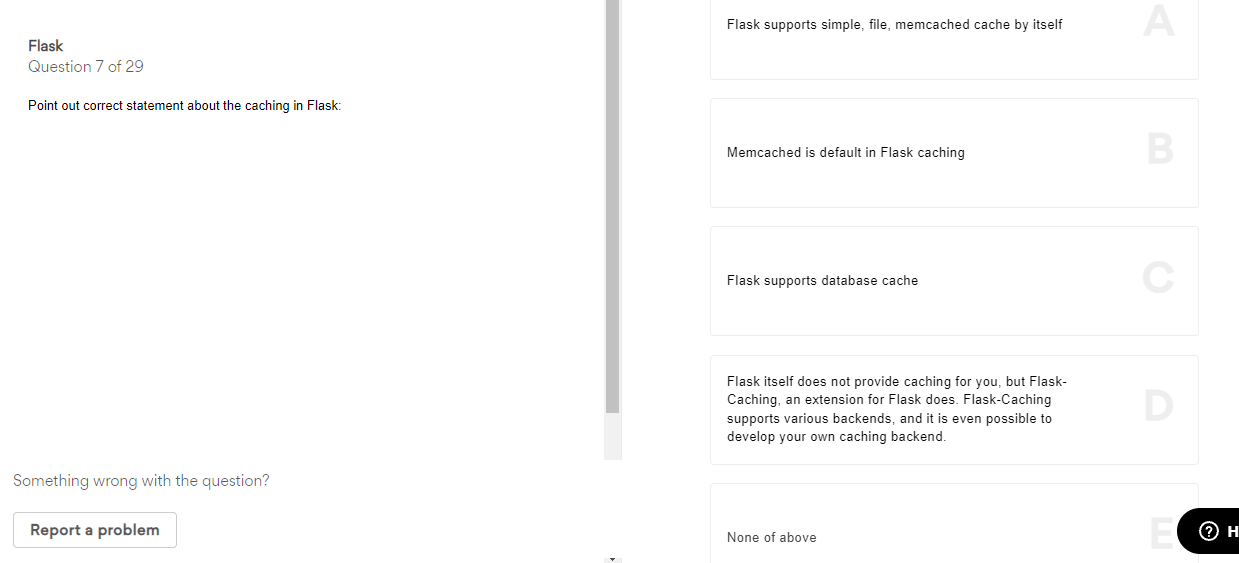 Flask
Question 7 of 29
Point out correct statement about the caching in Flask:
Something wrong with the question?
Report a problem
Flask supports simple, file, memcached cache by itself
A
Memcached is default in Flask caching
B
Flask supports database cache
C
Flask itself does not provide caching for you, but Flask-
Caching, an extension for Flask does. Flask-Caching
supports various backends, and it is even possible to
develop your own caching backend.
D
None of above
E
? H